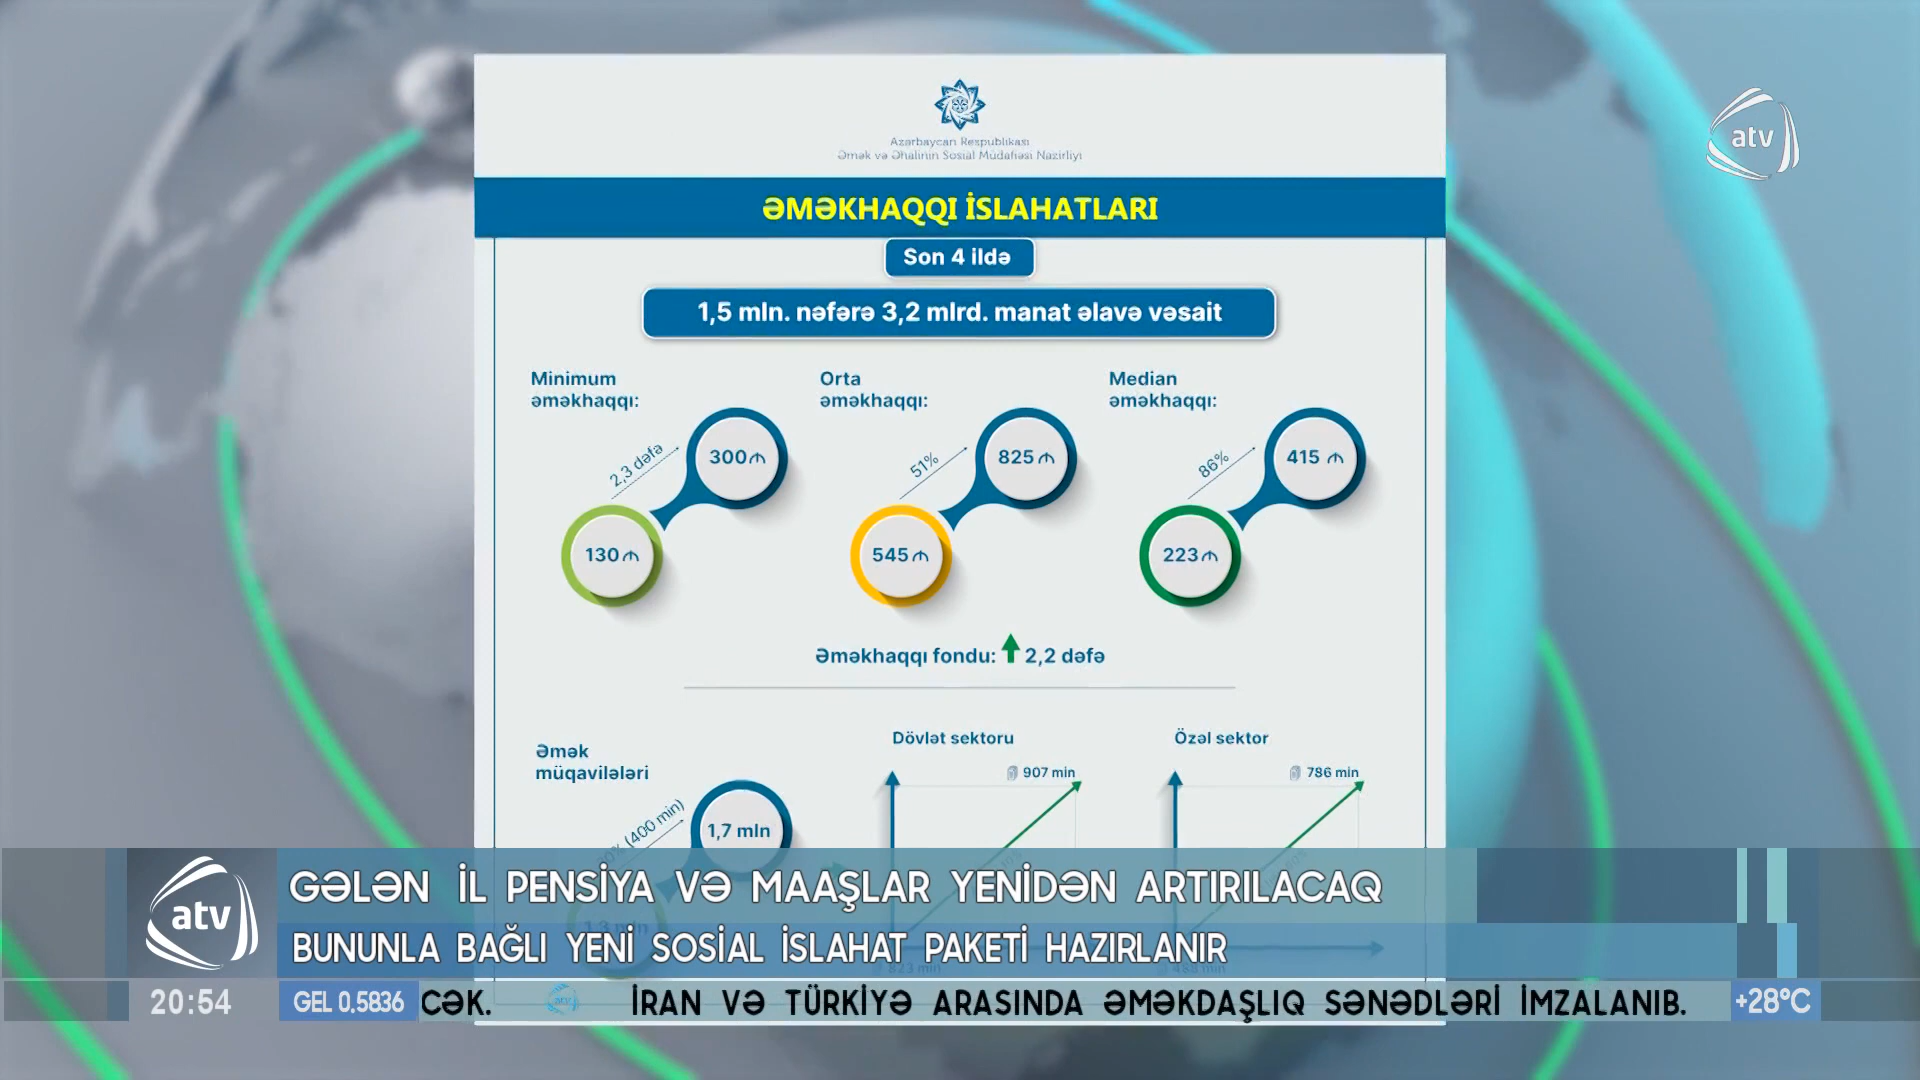 Azərbaycan Respublikası
Əmək və Əhalinin Sosial Müdafiəsi Nazirliyi
atv
ƏMƏKHAQQI İSLAHATLARI
Son 4 ildə
1,5 mln. nəfərə 3,2 mlrd. manat əlavə vəsait
Minimum
əməkhaqqı:
2,3 dəfə
300₼
130₼
Orta
əməkhaqqı:
51%
825₼
545₼
Median
əməkhaqqı:
86%
415 ₼
223₼
Əməkhaqqı fondu: 2,2 dəfə
Əmək
müqavilələri
(400 min)
1,7 mln
Dövlət sektoru
907 min
823 min
Özəl sektor
786 min
atv
GƏLƏN İL PENSİYA VƏ MAAŞLAR YENİDƏN ARTIRILACAQ
BUNUNLA BAĞLI YENİ SOSİAL İSLAHAT PAKETİ HAZIRLANIR
20:54
GEL 0.5836
CƏK. atv İRAN VƏ TÜRKİYƏ ARASINDA ƏMƏKDAŞLIQ SƏNƏDLƏRİ İMZALANIB.
+28°C